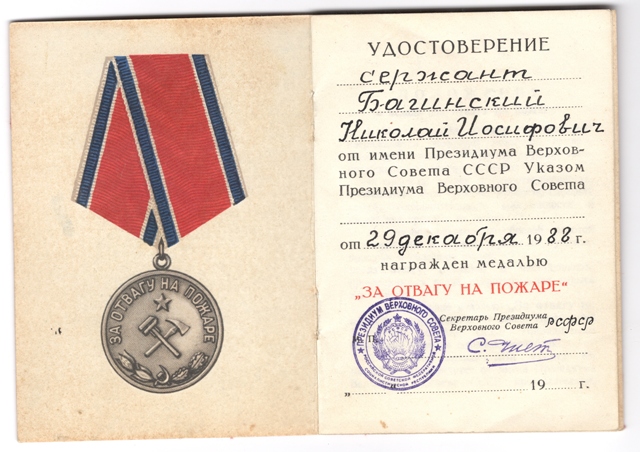 ЗА ОТВАГУ НА ПОЖАРЕ
УДОСТОВЕРЕНИЕ
сержант
Багинский
Николай Иосифович
от имени Президиума Верхов-
ного Совета СССР Указом
Президиума Верховного Совета
от 29 декабря 1988 г.
награжден медалью
„ЗА ОТВАГУ НА ПОЖАРЕ“
Секретарь Президиума
Верховного Совета РСФСР
ПРЕЗИДИУМ ВЕРХОВНОГО СОВЕТА
„ “ 19 г.